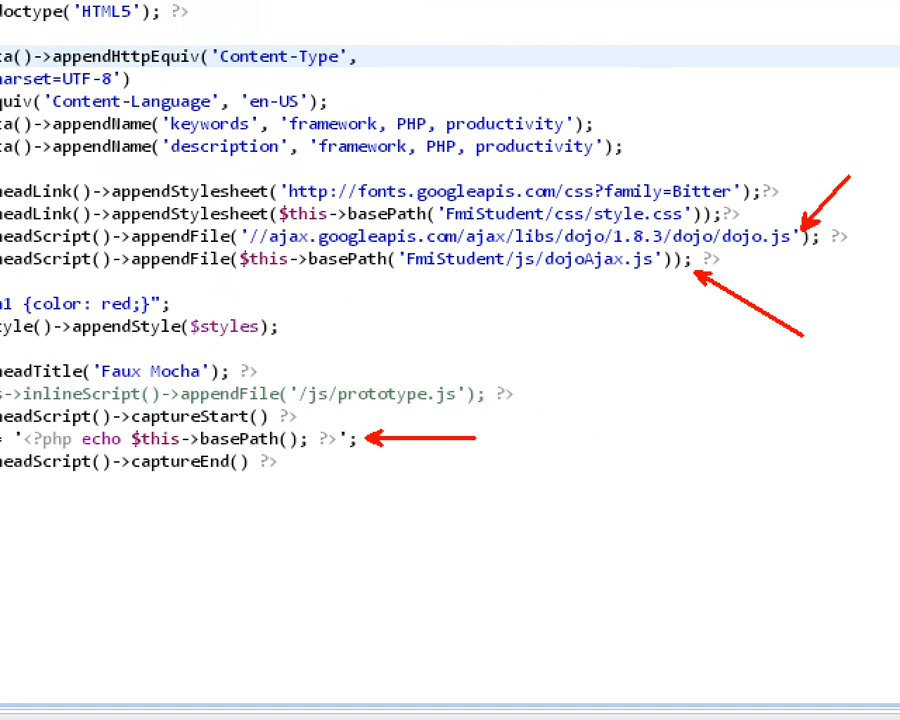 doctype('HTML5'); ?>
ta()->appendHttpEquiv('Content-Type',
harset=UTF-8')
quiv('Content-Language', 'en-US');
ta()->appendName('keywords', 'framework, PHP, productivity');
ta()->appendName('description', 'framework, PHP, productivity');
headLink()->appendStylesheet('http://fonts.googleapis.com/css?family=Bitter');?>
headLink()->appendStylesheet($this->basePath('FmiStudent/css/style.css'));?>
headScript()->appendFile('//ajax.googleapis.com/ajax/libs/dojo/1.8.3/dojo/dojo.js'); ?>
headScript()->appendFile($this->basePath('FmiStudent/js/dojoAjax.js')); ?>
h1 {color: red;}";
tyle()->appendStyle($styles);
headTitle('Faux Mocha'); ?>
s->inlineScript()->appendFile('/js/prototype.js'); ?>
headScript()->captureStart() ?>
= '<?php echo $this->basePath(); ?>';
headScript()->captureEnd() ?>